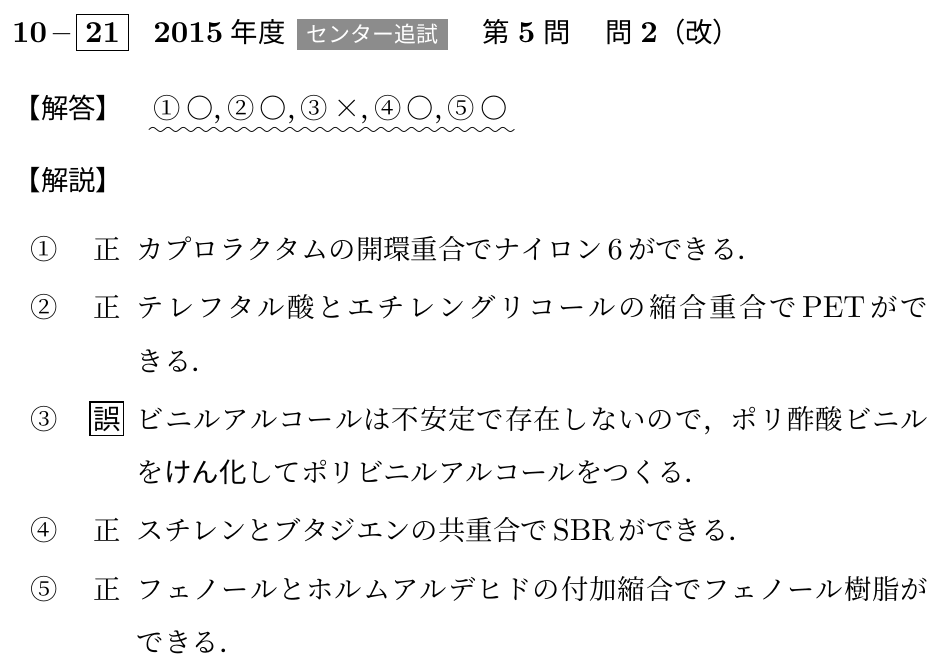 10－21 2015年度 センター追試 第5問 問2（改）
【解答】 ①○,②○,③×,④○,⑤○
【解説】
① 正 カプロラクタムの開環重合でナイロン6ができる．
② 正 テレフタル酸とエチレングリコールの縮合重合でPETがで
きる．
③ 誤 ビニルアルコールは不安定で存在しないので，ポリ酢酸ビニル
をけん化してポリビニルアルコールをつくる．
④ 正 スチレンとブタジエンの共重合でSBRができる．
⑤ 正 フェノールとホルムアルデヒドの付加縮合でフェノール樹脂が
できる．